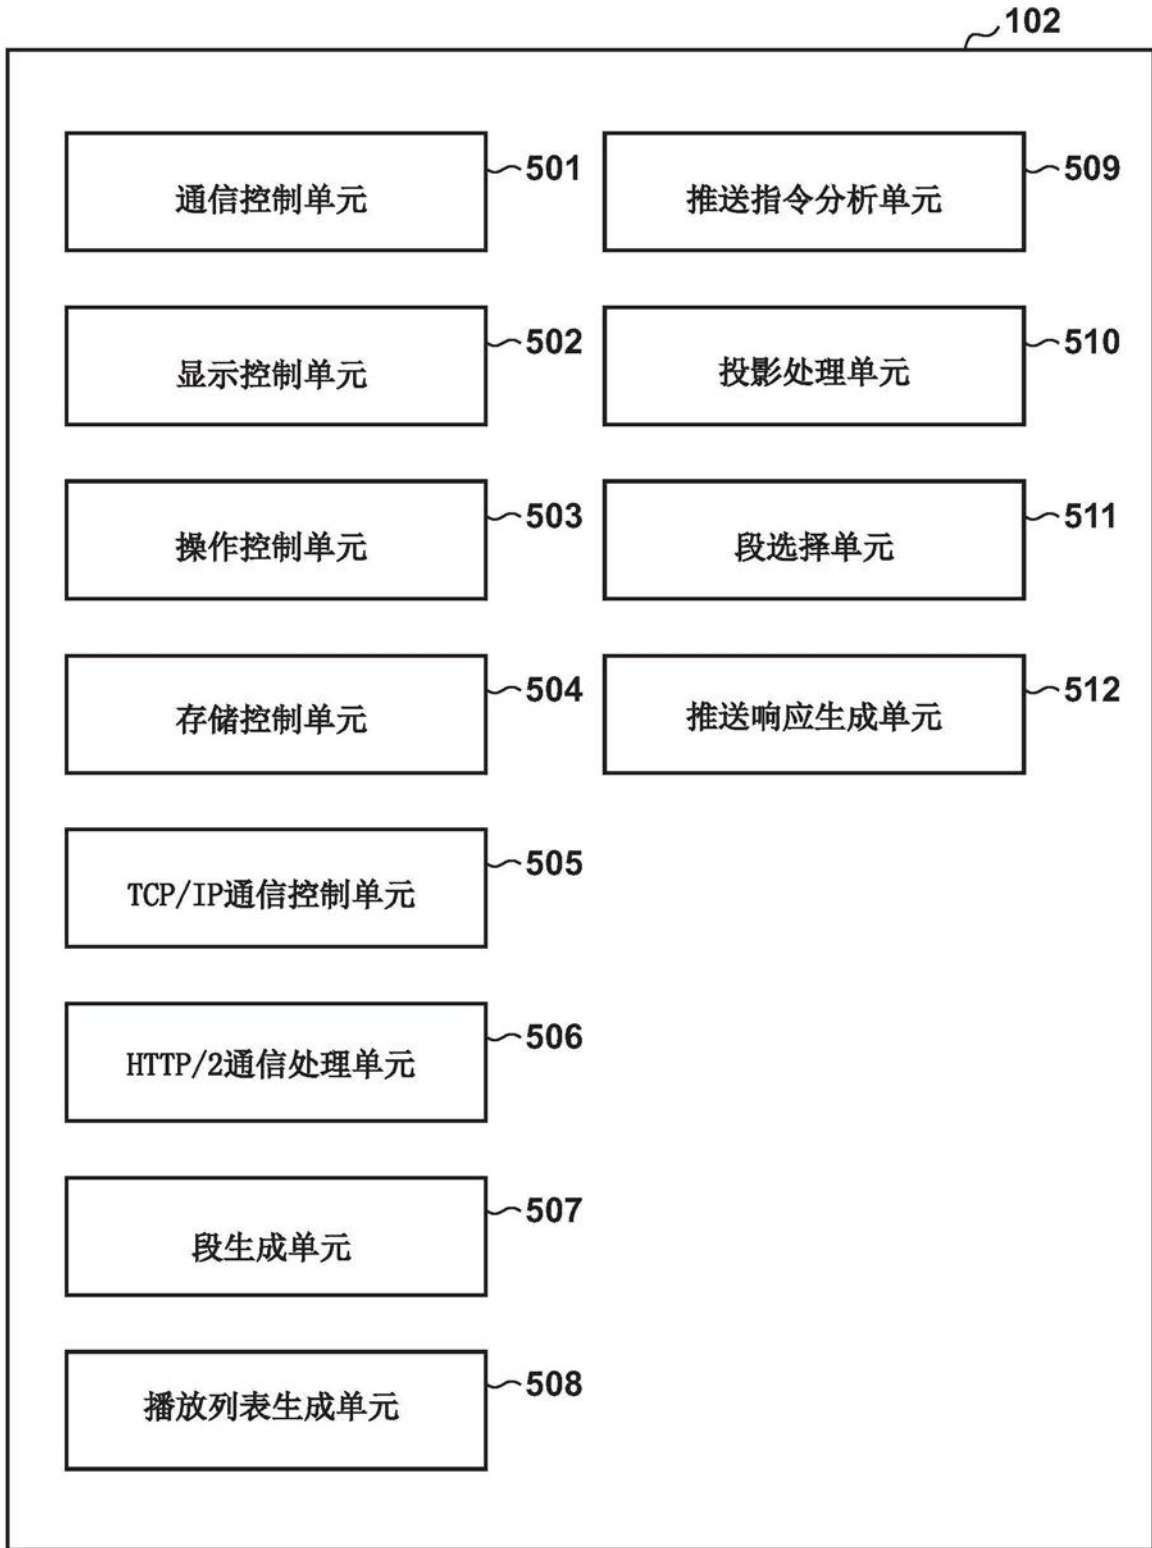 102
通信控制单元
501
显示控制单元
502
操作控制单元
503
存储控制单元
504
TCP/IP通信控制单元
505
HTTP/2通信处理单元
506
段生成单元
507
播放列表生成单元
508
推送指令分析单元
509
投影处理单元
510
段选择单元
511
推送响应生成单元
512